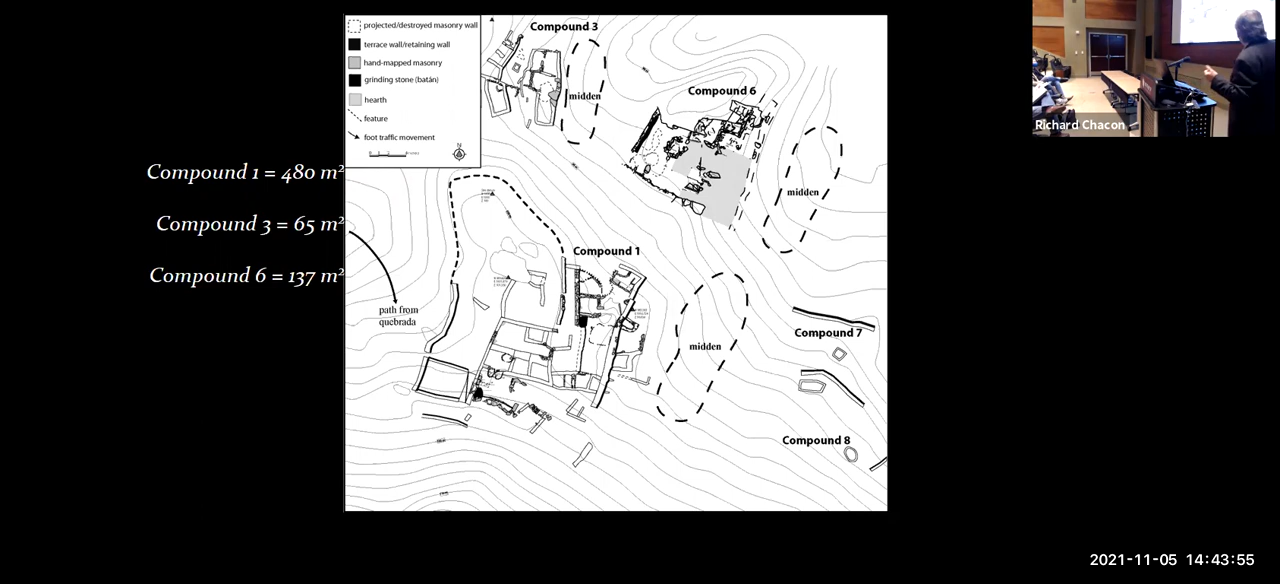 projected/destroyed masonry wall
terrace wall/retaining wall
hand-mapped masonry
grinding stone (batán)
hearth
feature
foot traffic movement
N
Compound 1 = 480 m²
Compound 3 = 65 m²
Compound 6 = 137 m²
Compound 3
midden
Compound 6
midden
Compound 1
path from
quebrada
midden
Compound 7
Compound 8
Richard Chacon
2021-11-05 14:43:55